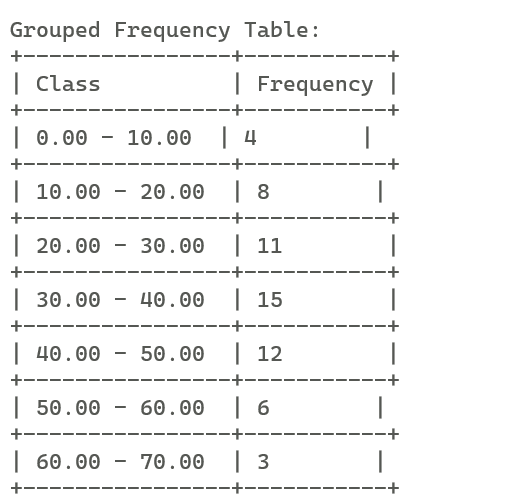 Grouped Frequency Table:
+----------------+-----------+
| Class          | Frequency |
+----------------+-----------+
| 0.00 - 10.00  | 4        |
+----------------+-----------+
| 10.00 - 20.00  | 8        |
+----------------+-----------+
| 20.00 - 30.00  | 11        |
+----------------+-----------+
| 30.00 - 40.00  | 15        |
+----------------+-----------+
| 40.00 - 50.00  | 12        |
+----------------+-----------+
| 50.00 - 60.00  | 6        |
+----------------+-----------+
| 60.00 - 70.00  | 3        |
+----------------+-----------+